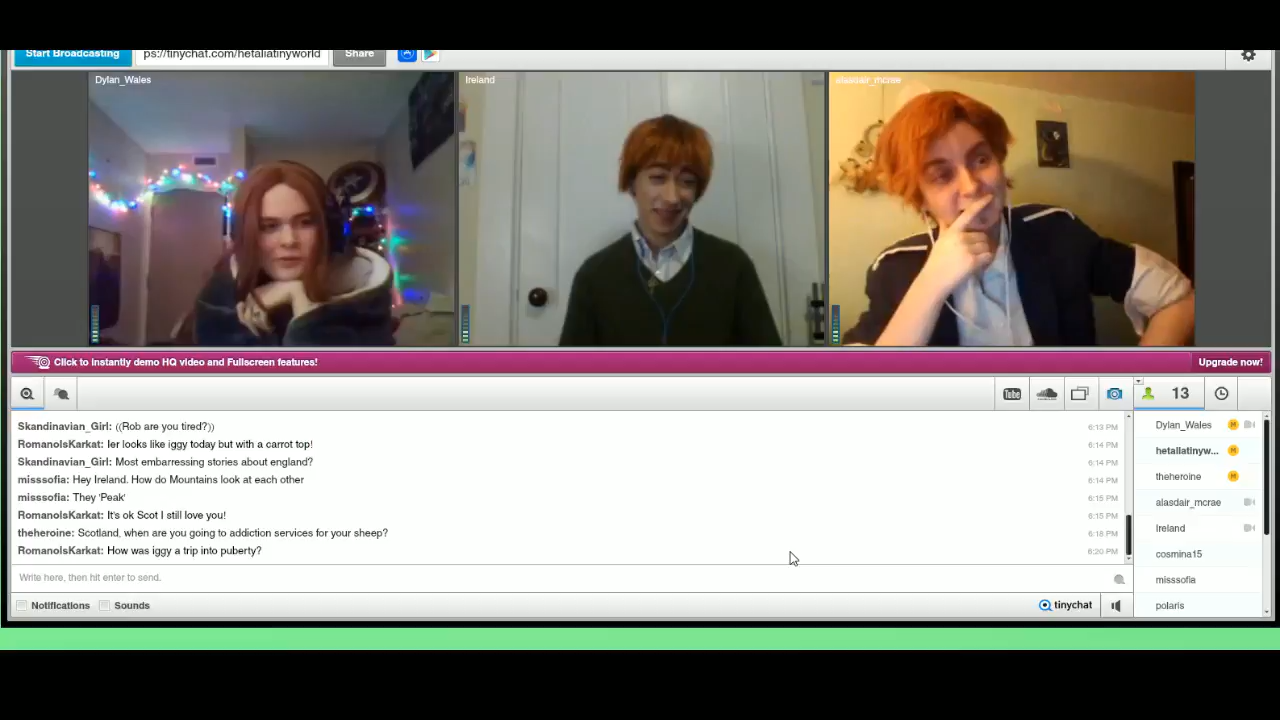 Start Broadcasting ps://tinychat.com/hetaliatinyworld Share
Dylan_Wales Ireland alasdair_mcrae
Click to instantly demo HQ video and Fullscreen features! Upgrade now!
You Tube 13
Skandinavian_Girl: ((Rob are you tired?)) 6:13 PM
RomanoIsKarkat: Ier looks like iggy today but with a carrot top! 6:14 PM
Skandinavian_Girl: Most embarressing stories about england? 6:14 PM
misssofia: Hey Ireland. How do Mountains look at each other 6:14 PM
misssofia: They 'Peak' 6:15 PM
RomanoIsKarkat: It's ok Scot I still love you! 6:15 PM
theheroine: Scotland, when are you going to addiction services for your sheep? 6:18 PM
RomanoIsKarkat: How was iggy a trip into puberty? 6:20 PM
Write here, then hit enter to send.
Notifications Sounds tinychat
Dylan_Wales M
hetaliatinyw... M
theheroine M
alasdair_mcrae
Ireland
cosmina15
misssofia
polaris